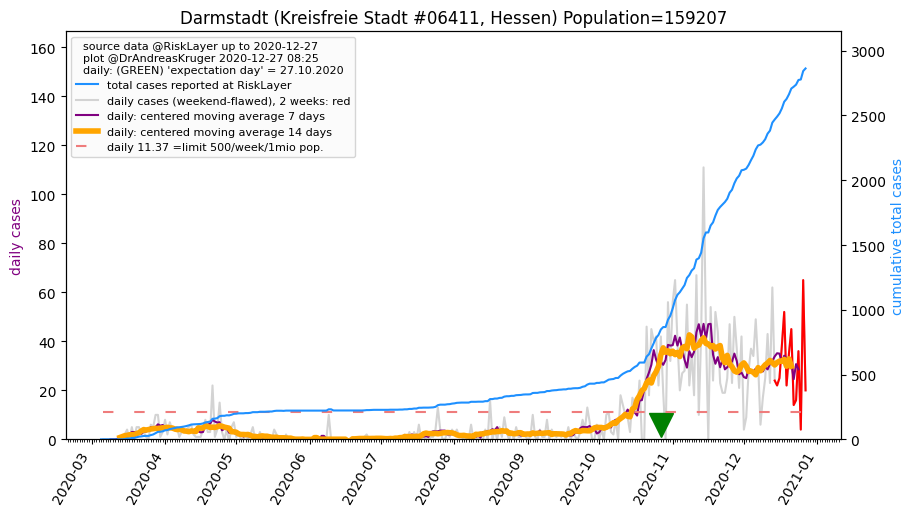 Darmstadt (Kreisfreie Stadt #06411, Hessen) Population=159207
source data @RiskLayer up to 2020-12-27
plot @DrAndreasKruger 2020-12-27 08:25
daily: (GREEN) 'expectation day' = 27.10.2020
total cases reported at RiskLayer
daily cases (weekend-flawed), 2 weeks: red
daily: centered moving average 7 days
daily: centered moving average 14 days
daily 11.37 =limit 500/week/1mio pop.
daily cases
160
140
120
100
80
60
40
20
0
3000
2500
2000
1500
1000
500
0
cumulative total cases
2020-03
2020-04
2020-05
2020-06
2020-07
2020-08
2020-09
2020-10
2020-11
2020-12
2021-01